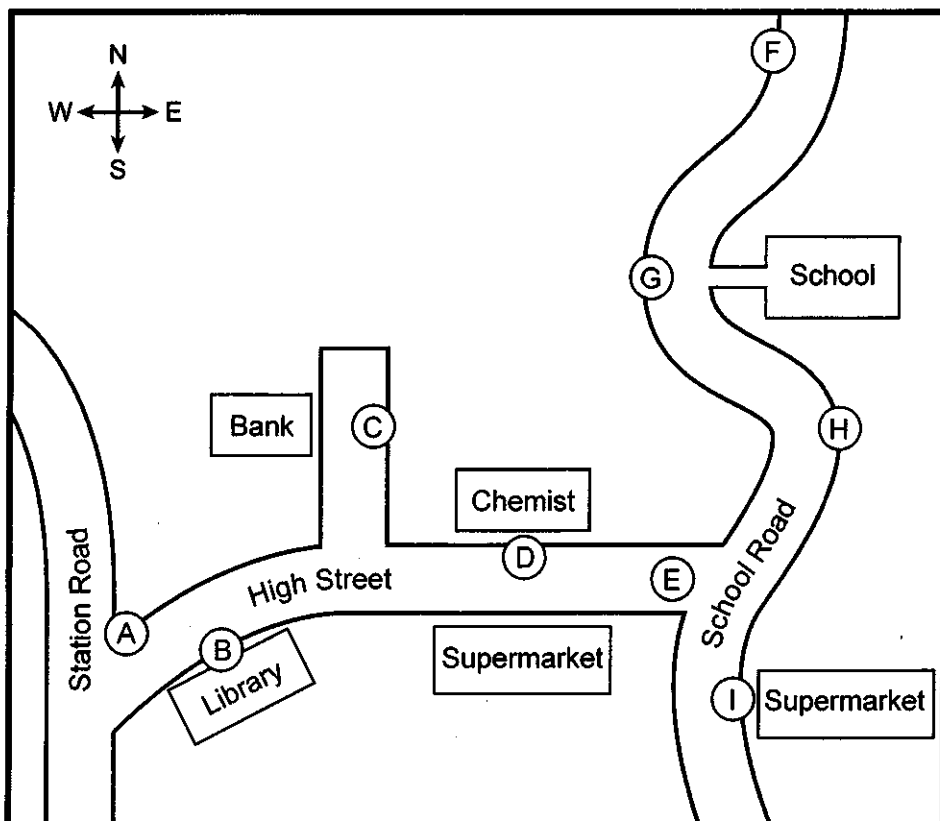 F
N
W E
S
School
G
Bank
C
H
Chemist
D
High Street
E
School Road
Station Road
A
B
Library
Supermarket
I
Supermarket